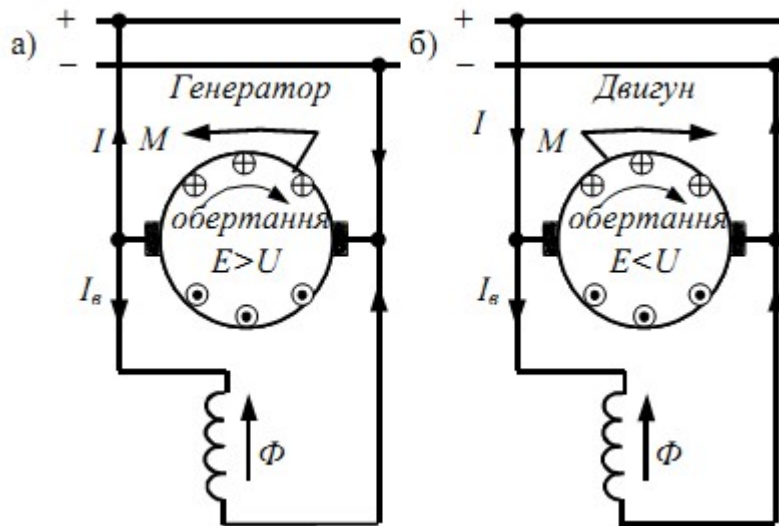 а)
+
−
Генератор
I
M
обертання
E>U
Iв
Ф
б)
+
−
Двигун
I
M
обертання
E<U
Iв
Ф